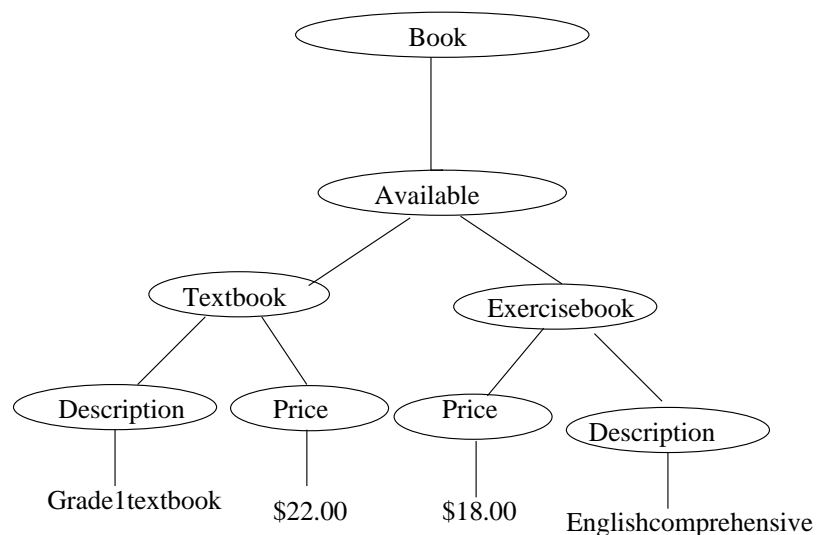 Book
Available
Textbook
Exercisebook
Description
Price
Price
Description
Grade1textbook
$22.00
$18.00
Englishcomprehensive